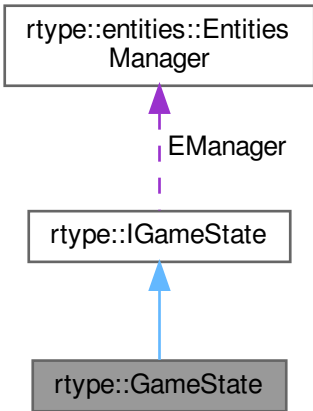 rtype::entities::Entities
Manager
EManager
rtype::IGameState
rtype::GameState